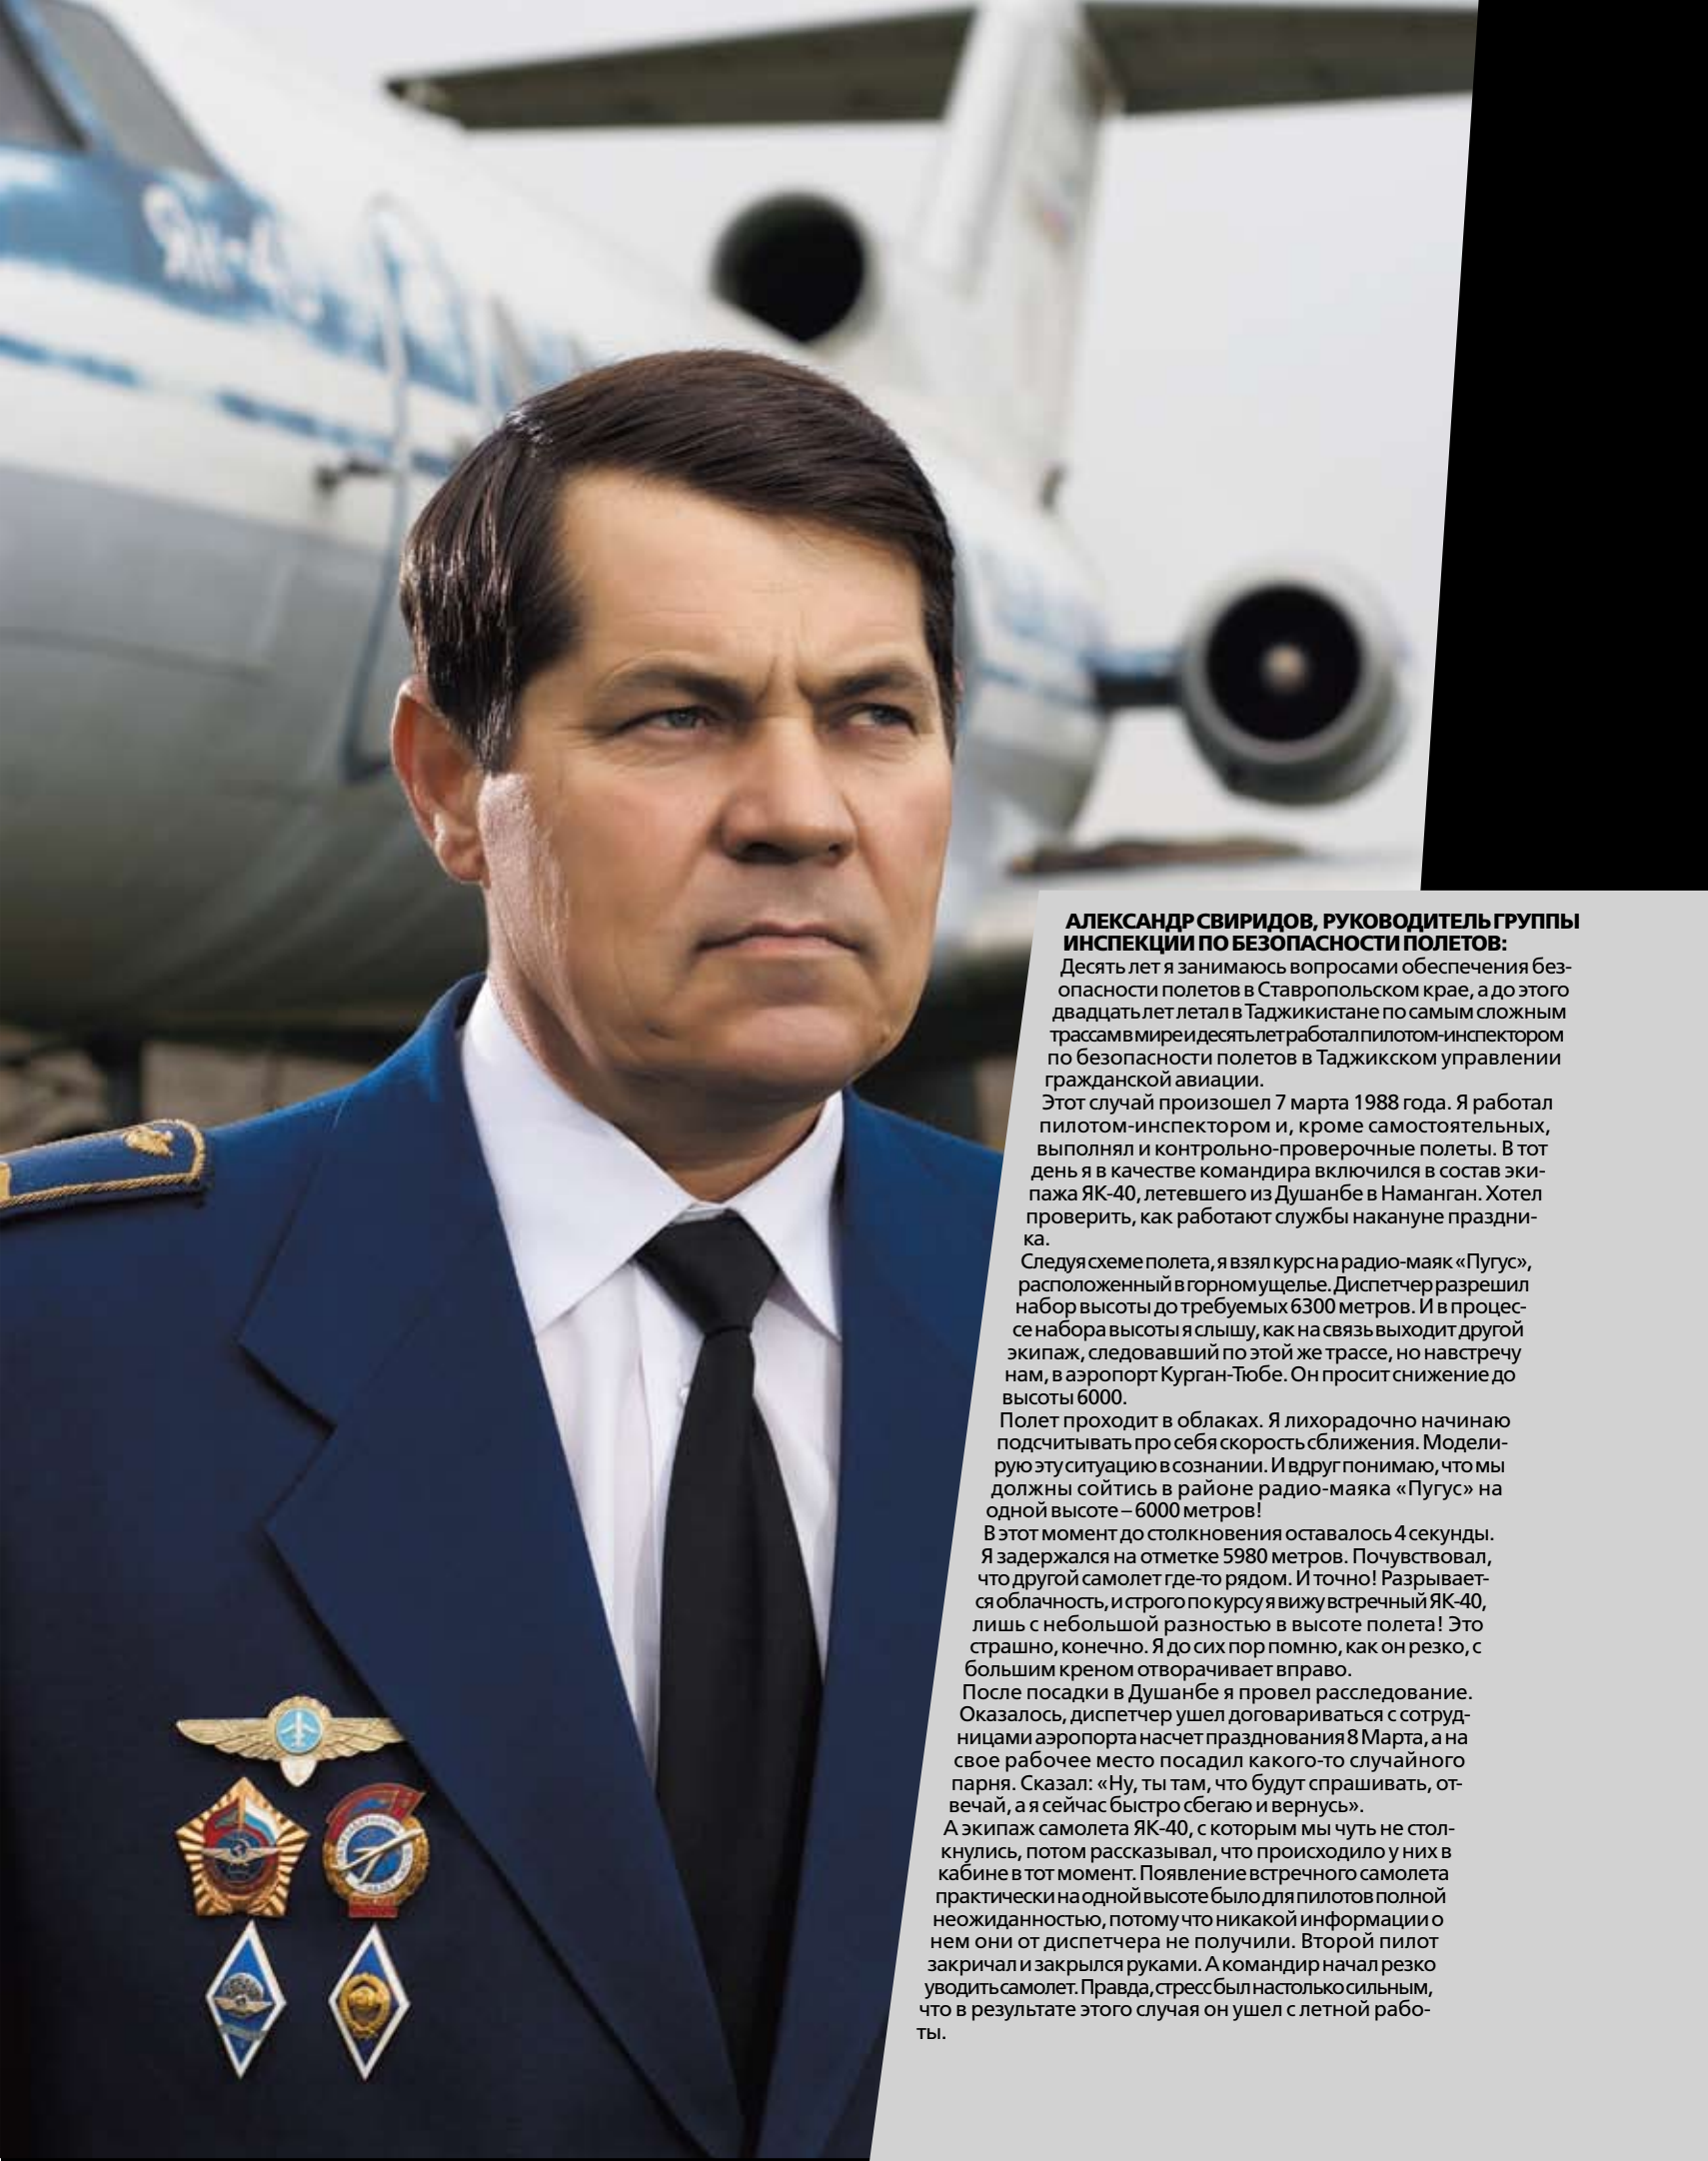 АЛЕКСАНДР СВИРИДОВ, РУКОВОДИТЕЛЬ ГРУППЫ
ИНСПЕКЦИИ ПО БЕЗОПАСНОСТИ ПОЛЕТОВ:
Десять лет я занимаюсь вопросами обеспечения без-
опасности полетов в Ставропольском крае, а до этого
двадцать лет летал в Таджикистане по самым сложным
трассам в мире и десять лет работал пилотом-инспектором
по безопасности полетов в Таджикском управлении
гражданской авиации.
Этот случай произошел 7 марта 1988 года. Я работал
пилотом-инспектором и, кроме самостоятельных,
выполнял и контрольно-проверочные полеты. В тот
день я в качестве командира включился в состав эки-
пажа ЯК-40, летевшего из Душанбе в Наманган. Хотел
проверить, как работают службы накануне праздни-
ка.
Следуя схеме полета, я взял курс на радио-маяк «Пугус»,
расположенный в горном ущелье. Диспетчер разрешил
набор высоты до требуемых 6300 метров. И в процес-
се набора высоты я слышу, как на связь выходит другой
экипаж, следовавший по этой же трассе, но навстречу
нам, в аэропорт Курган-Тюбе. Он просит снижение до
высоты 6000.
Полет проходит в облаках. Я лихорадочно начинаю
подсчитывать про себя скорость сближения. Модели-
рую эту ситуацию в сознании. И вдруг понимаю, что мы
должны сойтись в районе радио-маяка «Пугус» на
одной высоте – 6000 метров!
В этот момент до столкновения оставалось 4 секунды.
Я задержался на отметке 5980 метров. Почувствовал,
что другой самолет где-то рядом. И точно! Разрывает-
ся облачность, и строго по курсу я вижу встречный ЯК-40,
лишь с небольшой разностью в высоте полета! Это
страшно, конечно. Я до сих пор помню, как он резко, с
большим креном отворачивает вправо.
После посадки в Душанбе я провел расследование.
Оказалось, диспетчер ушел договариваться с сотруд-
ницами аэропорта насчет празднования 8 Марта, а на
свое рабочее место посадил какого-то случайного
парня. Сказал: «Ну, ты там, что будут спрашивать, от-
вечай, а я сейчас быстро сбегаю и вернусь».
А экипаж самолета ЯК-40, с которым мы чуть не стол-
кнулись, потом рассказывал, что происходило у них в
кабине в тот момент. Появление встречного самолета
практически на одной высоте было для пилотов полной
неожиданностью, потому что никакой информации о
нем они от диспетчера не получили. Второй пилот
закричал и закрылся руками. А командир начал резко
уводить самолет. Правда, стресс был настолько сильным,
что в результате этого случая он ушел с летной рабо-
ты.